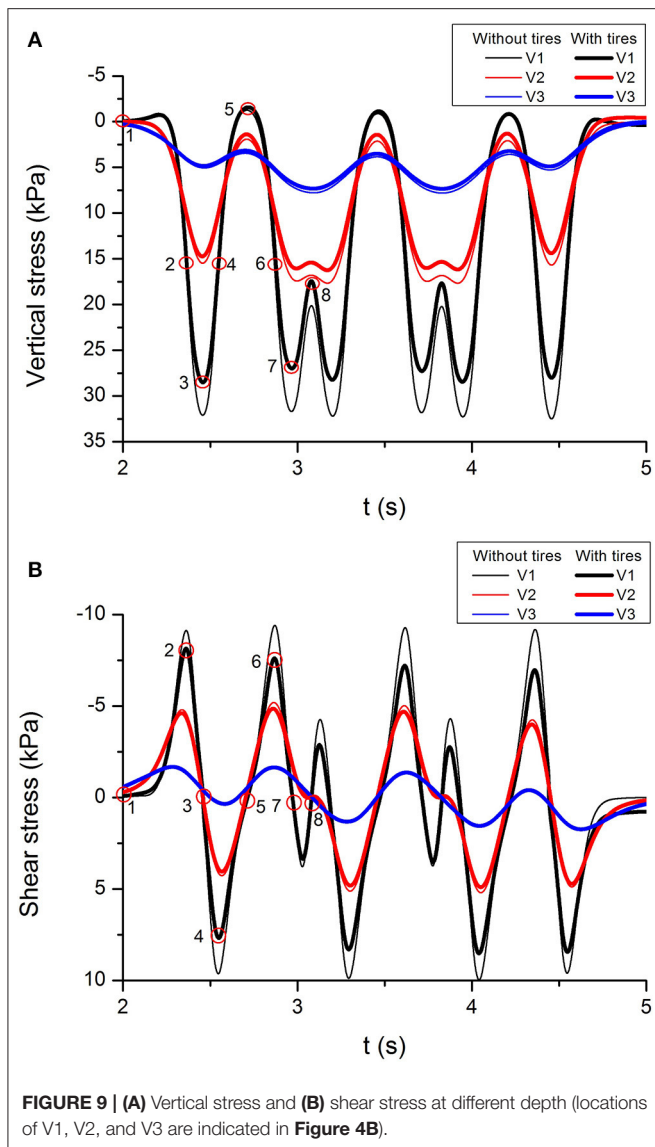 A
Without tires With tires
V1 V1
V2 V2
V3 V3
-5
0
5
10
15
20
25
30
35
Vertical stress (kPa)
1
2
3
4
5
6
7
8
2 3 4 5
t (s)
B
Without tires With tires
V1 V1
V2 V2
V3 V3
-10
-5
0
5
10
Shear stress (kPa)
1
2
3
4
5
6
7
8
2 3 4 5
t (s)
FIGURE 9 | (A) Vertical stress and (B) shear stress at different depth (locations
of V1, V2, and V3 are indicated in Figure 4B).